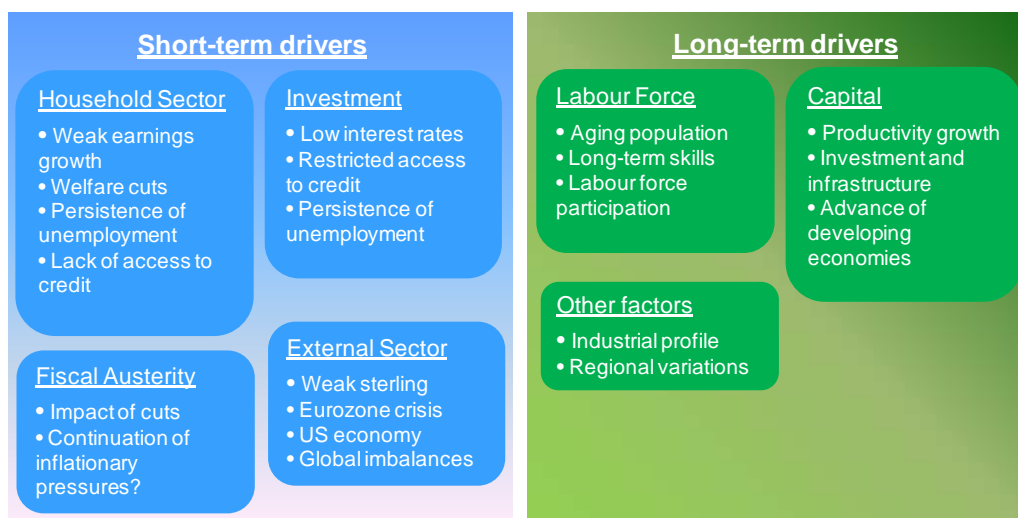 Short-term drivers
Household Sector
• Weak earnings
growth
• Welfare cuts
• Persistence of
unemployment
• Lack of access to
credit
Investment
• Low interest rates
• Restricted access
to credit
• Persistence of
unemployment
Fiscal Austerity
• Impact of cuts
• Continuation of
inflationary
pressures?
External Sector
• Weak sterling
• Eurozone crisis
• US economy
• Global imbalances
Long-term drivers
Labour Force
• Aging population
• Long-term skills
• Labour force
participation
Capital
• Productivity growth
• Investment and
infrastructure
• Advance of
developing
economies
Other factors
• Industrial profile
• Regional variations